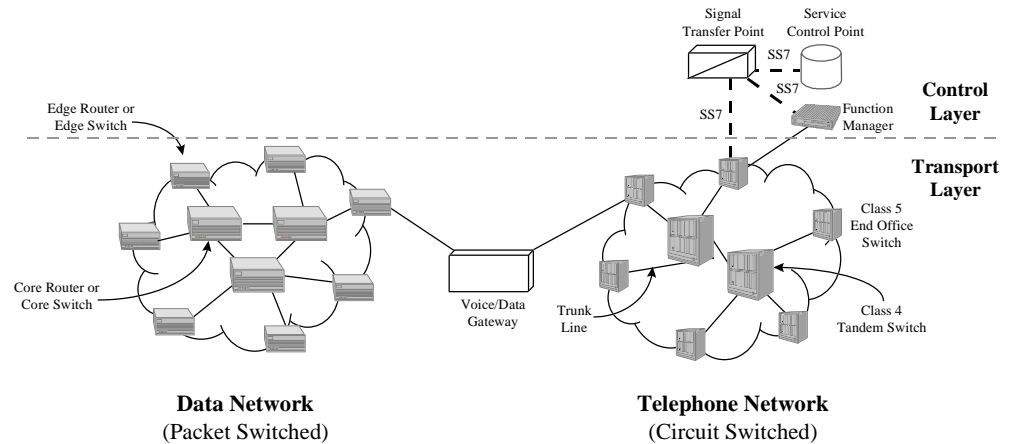 Signal
Transfer Point
Service
Control Point
SS7
SS7
SS7
Control
Layer
Function
Manager
Edge Router or
Edge Switch
Transport
Layer
Class 5
End Office
Switch
Core Router or
Core Switch
Voice/Data
Gateway
Trunk
Line
Class 4
Tandem Switch
Data Network
(Packet Switched)
Telephone Network
(Circuit Switched)